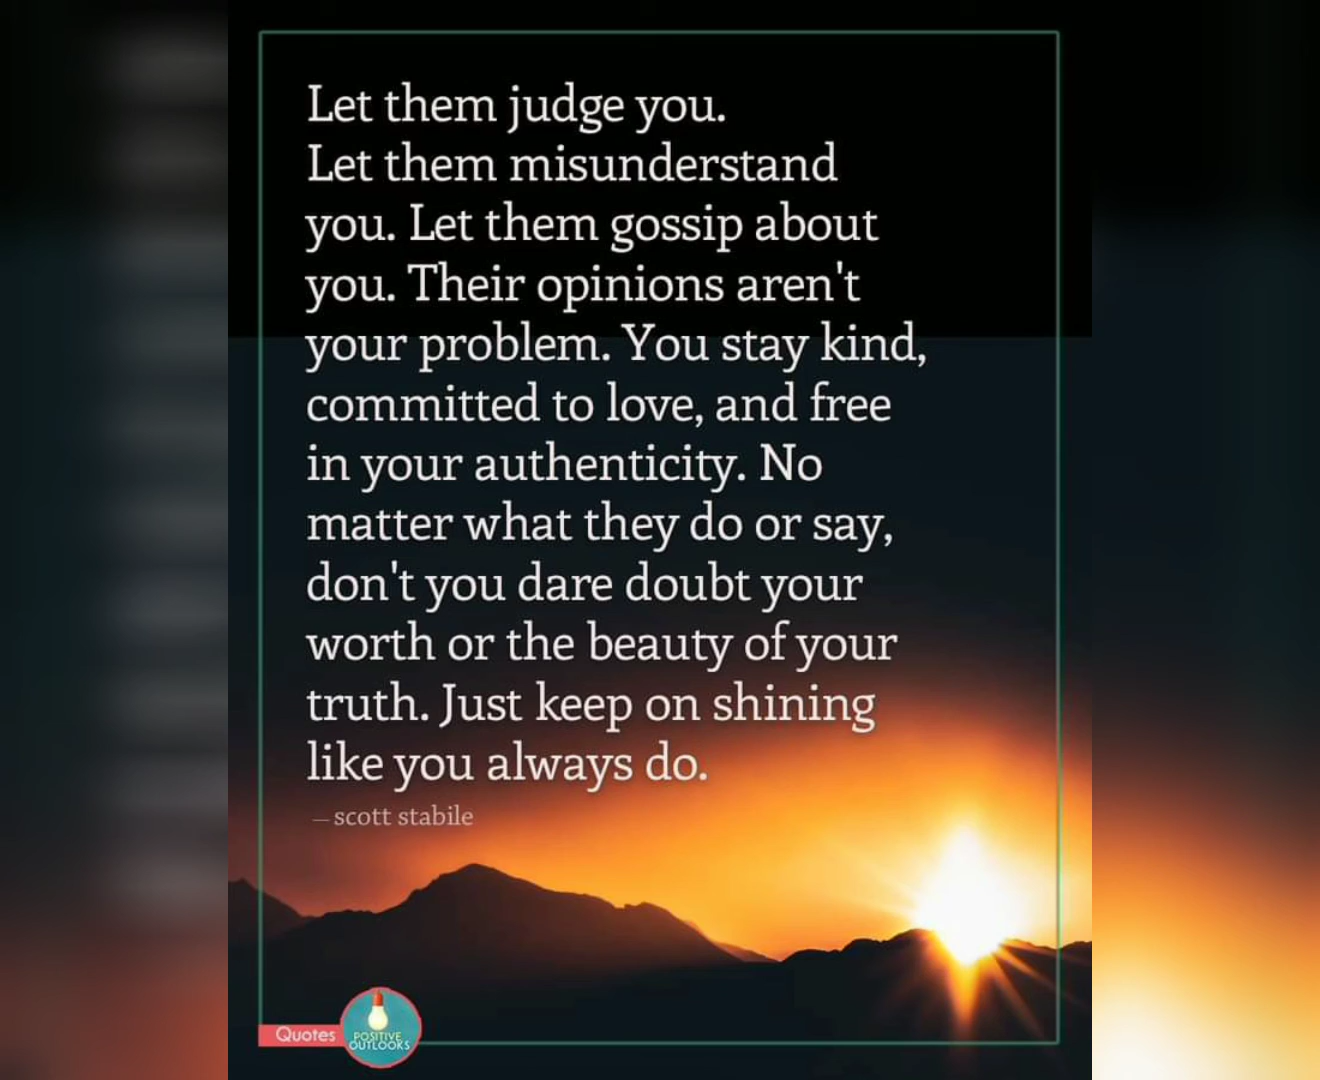 Let them judge you.
Let them misunderstand
you. Let them gossip about
you. Their opinions aren't
your problem. You stay kind,
committed to love, and free
in your authenticity. No
matter what they do or say,
don't you dare doubt your
worth or the beauty of your
truth. Just keep on shining
like you always do.
– scott stabile
Quotes
POSITIVE
OUTLOOKS